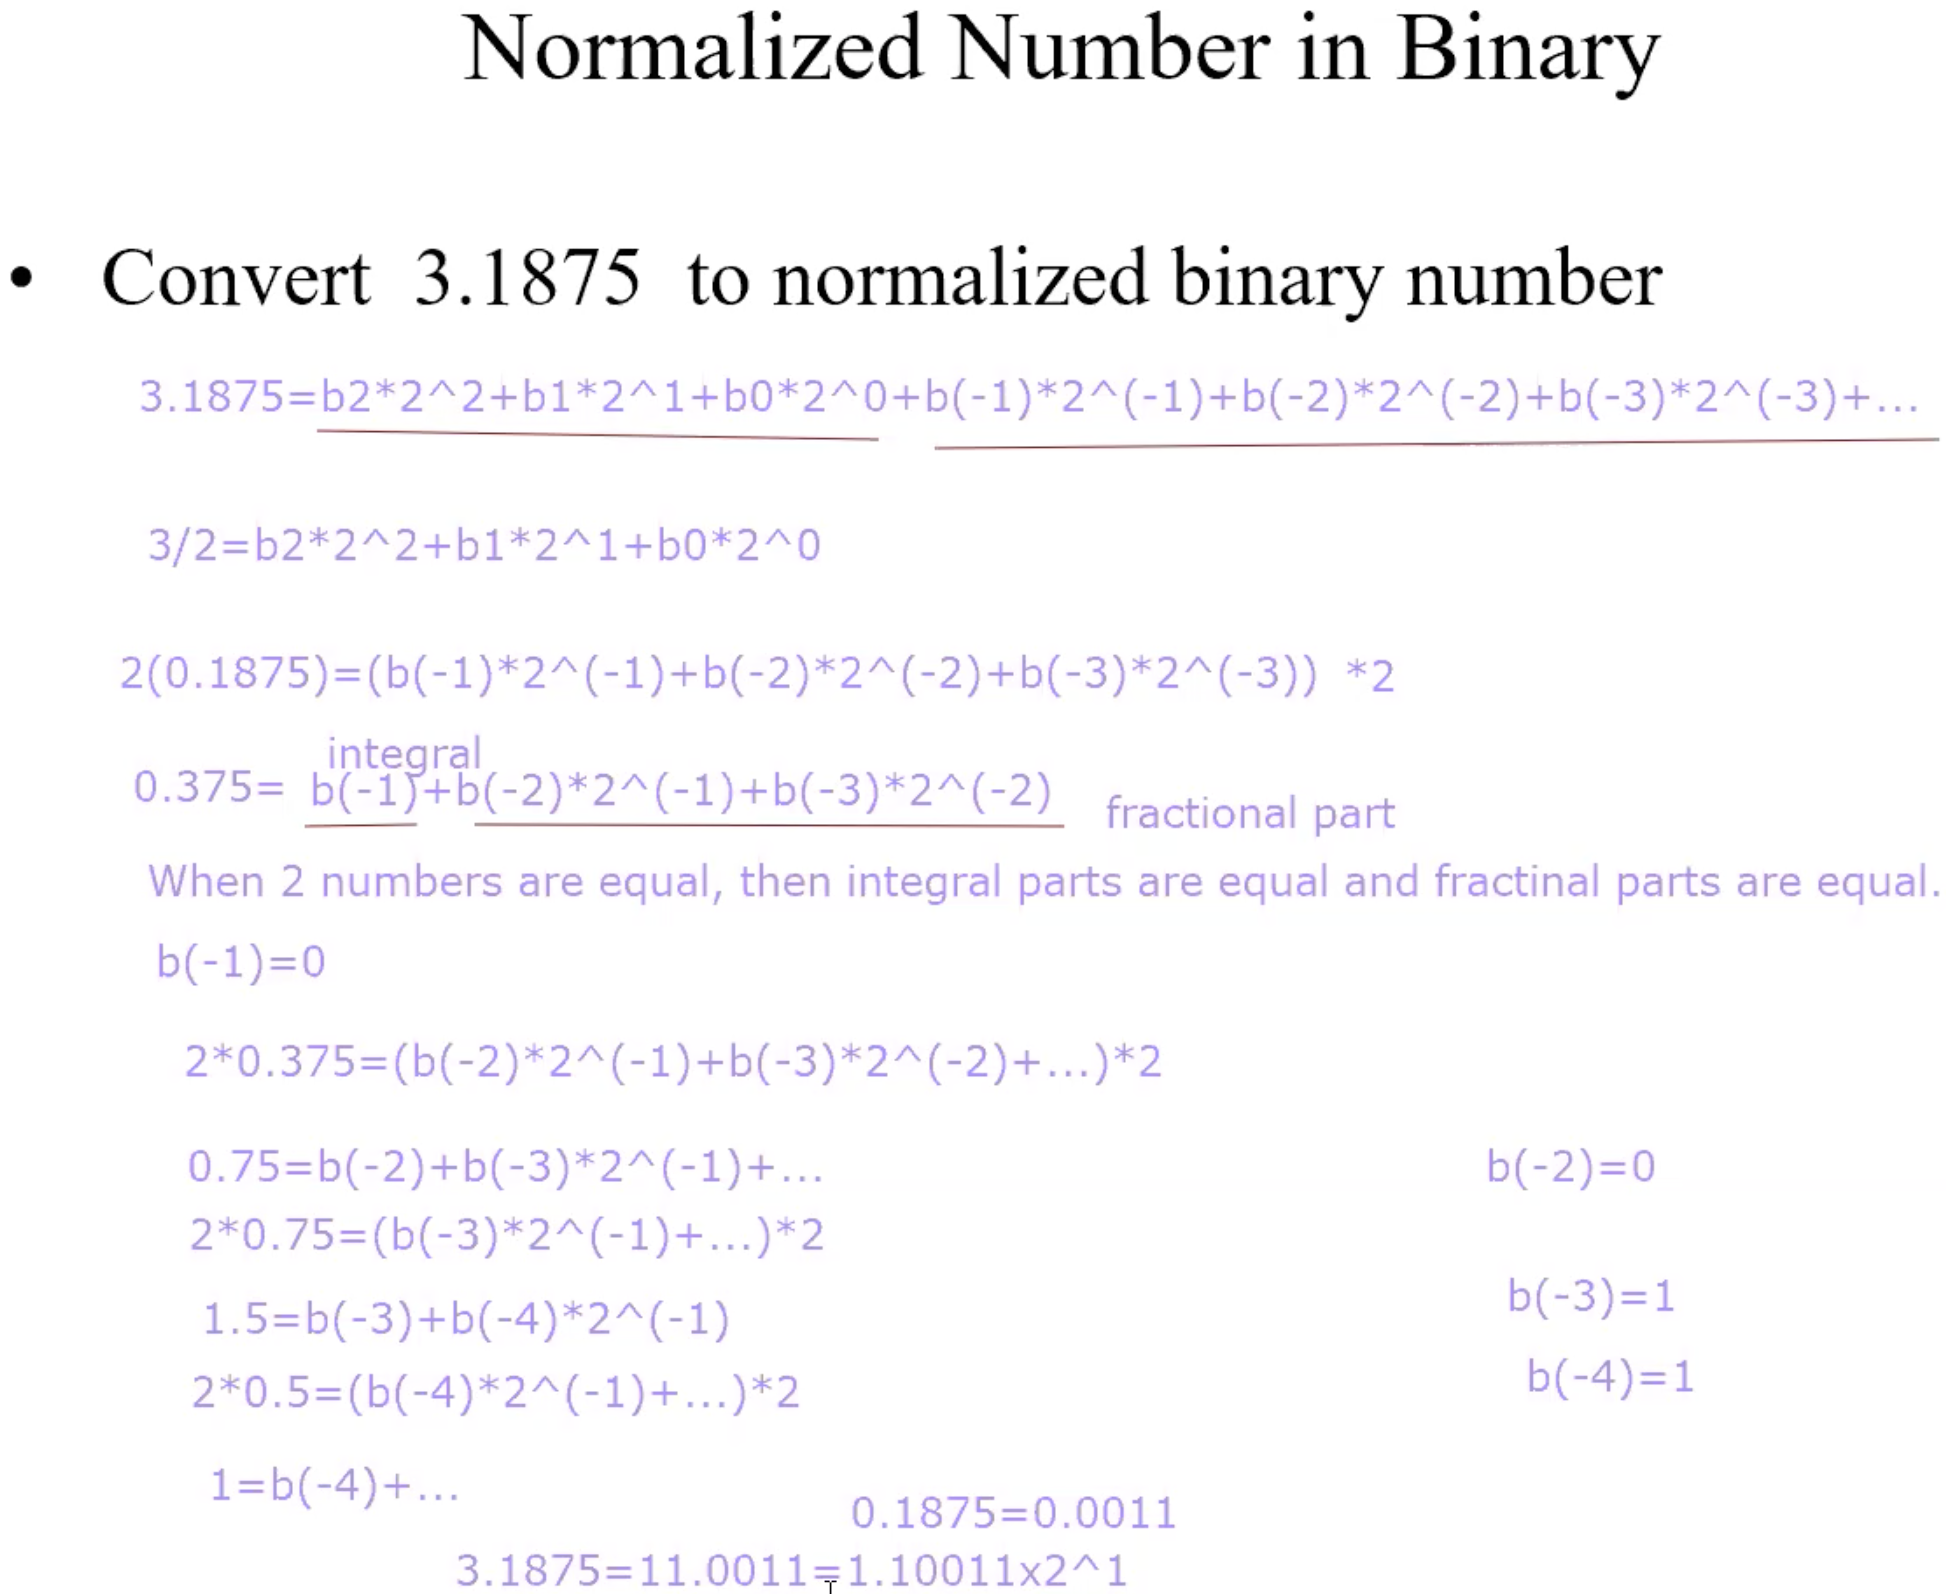 Normalized Number in Binary
• Convert 3.1875 to normalized binary number
3.1875=b2*2^2+b1*2^1+b0*2^0+b(-1)*2^(-1)+b(-2)*2^(-2)+b(-3)*2^(-3)+...
3/2=b2*2^2+b1*2^1+b0*2^0
2(0.1875)=(b(-1)*2^(-1)+b(-2)*2^(-2)+b(-3)*2^(-3)) *2
integral
0.375= b(-1)+b(-2)*2^(-1)+b(-3)*2^(-2) fractional part
When 2 numbers are equal, then integral parts are equal and fractinal parts are equal.
b(-1)=0
2*0.375=(b(-2)*2^(-1)+b(-3)*2^(-2)+...)*2
0.75=b(-2)+b(-3)*2^(-1)+... b(-2)=0
2*0.75=(b(-3)*2^(-1)+...)*2
1.5=b(-3)+b(-4)*2^(-1) b(-3)=1
2*0.5=(b(-4)*2^(-1)+...)*2 b(-4)=1
1=b(-4)+...
0.1875=0.0011
3.1875=11.0011=1.10011x2^1